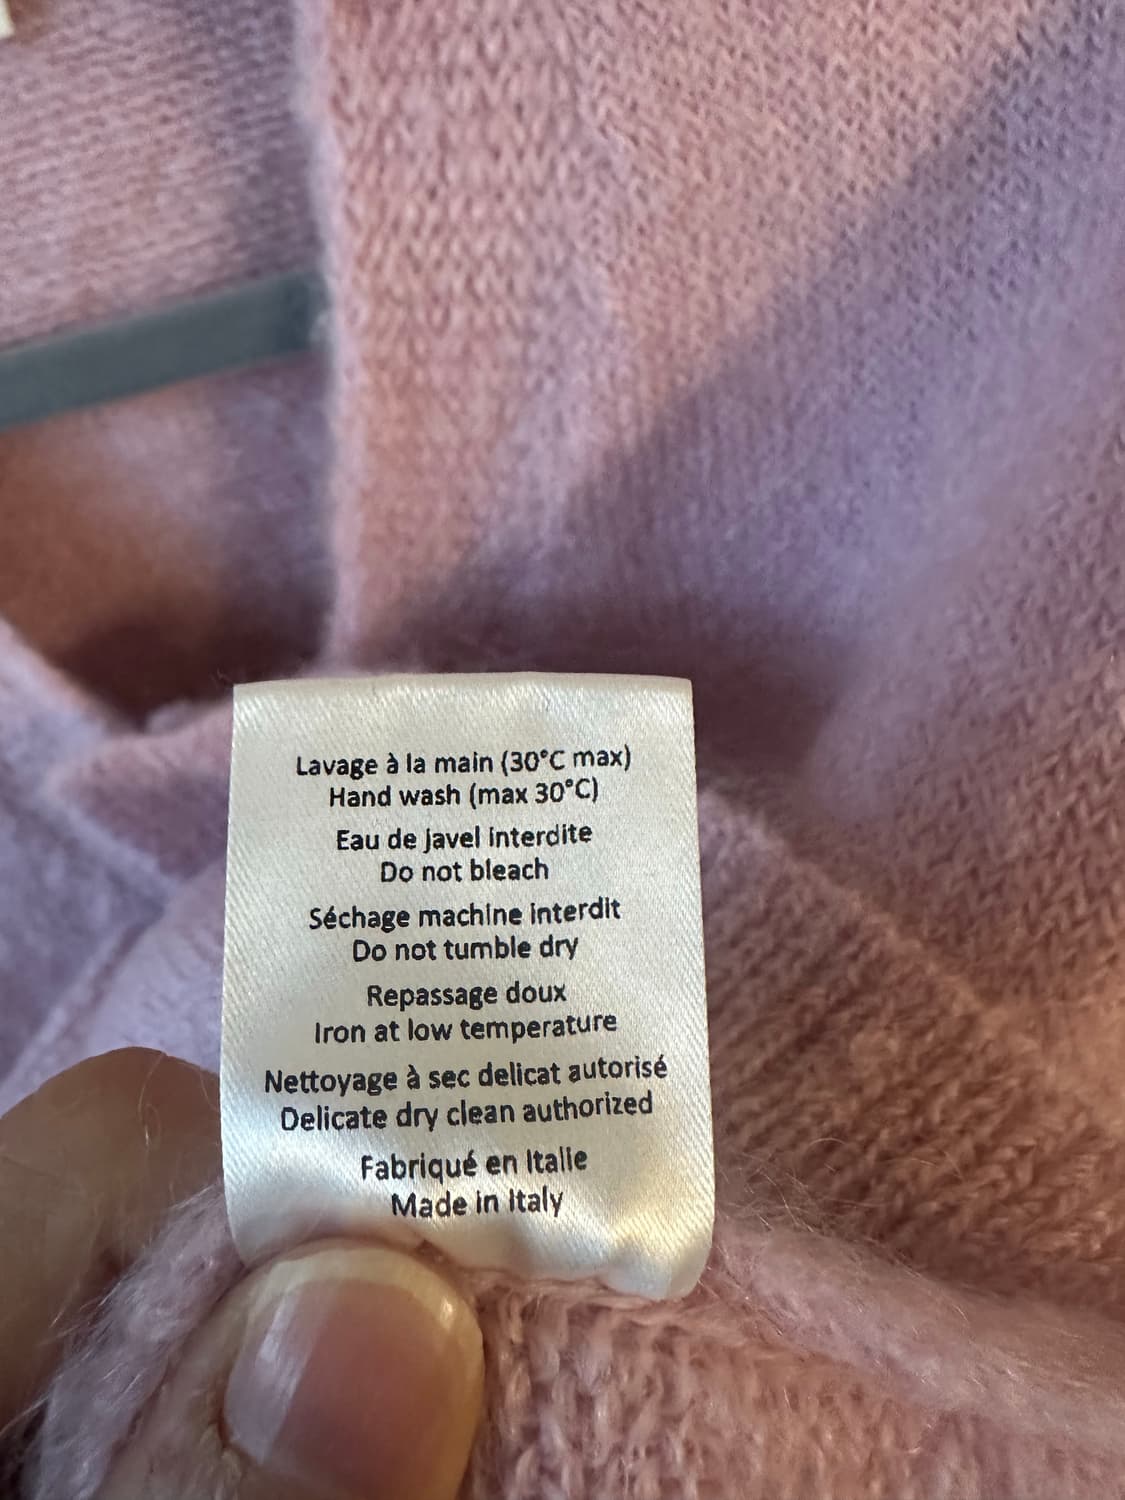 Lavage à la main (30°C max)
Hand wash (max 30°C)
Eau de javel interdite
Do not bleach
Séchage machine interdit
Do not tumble dry
Repassage doux
Iron at low temperature
Nettoyage à sec delicat autorisé
Delicate dry clean authorized
Fabriqué en Italie
Made in Italy